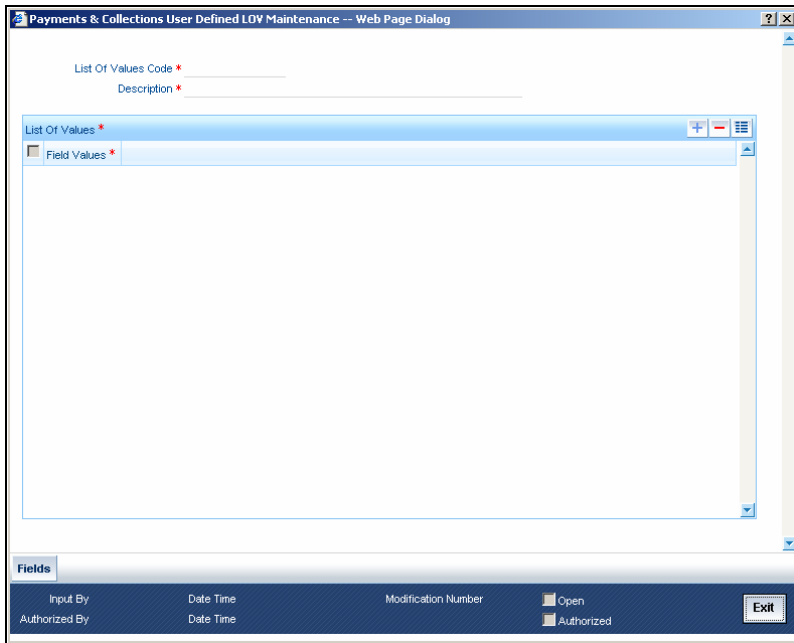 Payments & Collections User Defined LOV Maintenance -- Web Page Dialog
List Of Values Code *
Description *
List Of Values *
Field Values *
Fields
Input By Date Time Modification Number Open
Authorized By Date Time Authorized
Exit